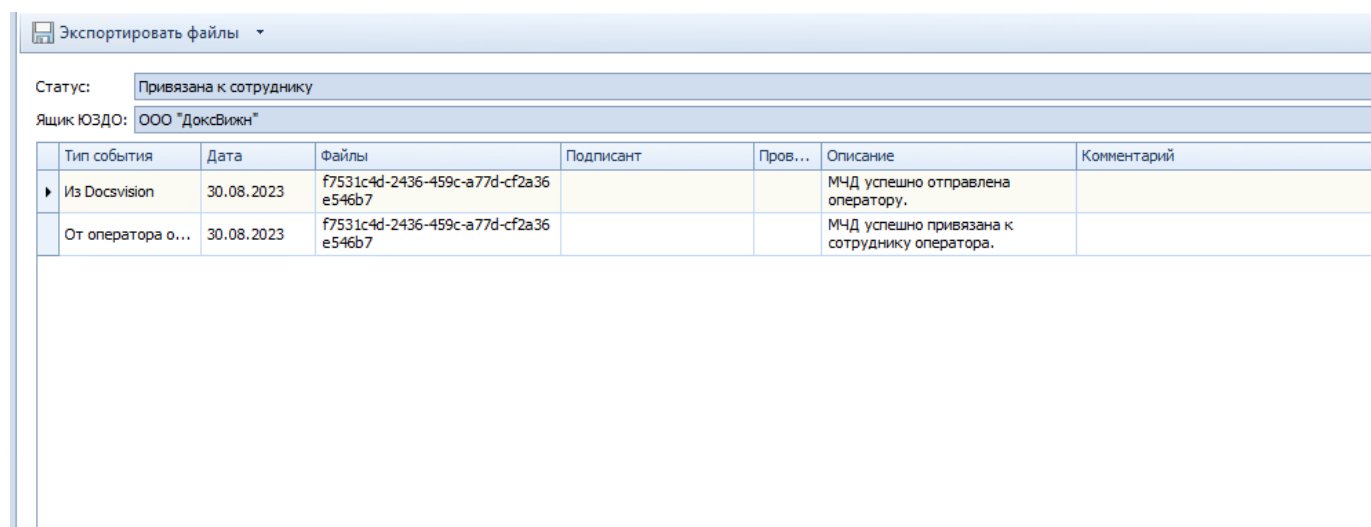 Экспортировать файлы
Статус: Привязана к сотруднику
Ящик ЮЗДО: ООО "ДоксВижн"
Тип события Дата Файлы Подписант Пров... Описание Комментарий
Из Docsvision 30.08.2023 f7531c4d-2436-459c-a77d-cf2a36 МЧД успешно отправлена
e546b7 оператору.
От оператора о... 30.08.2023 f7531c4d-2436-459c-a77d-cf2a36 МЧД успешно привязана к
e546b7 сотруднику оператора.